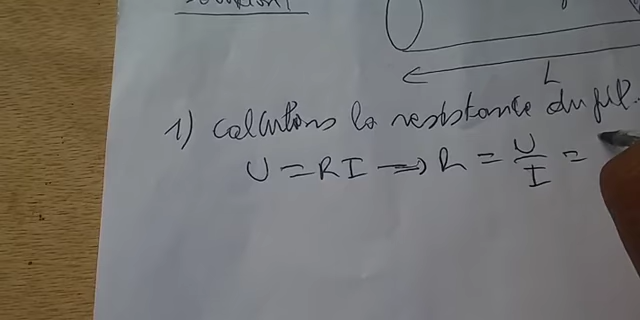 L
1) calculons la resistance du fil.
U = RI => R = U/I =